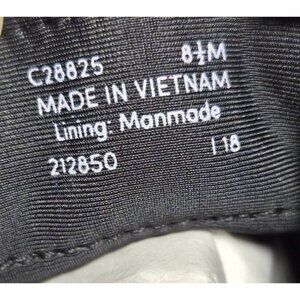 C28825 8½M
MADE IN VIETNAM
Lining: Manmade
212850 I 18